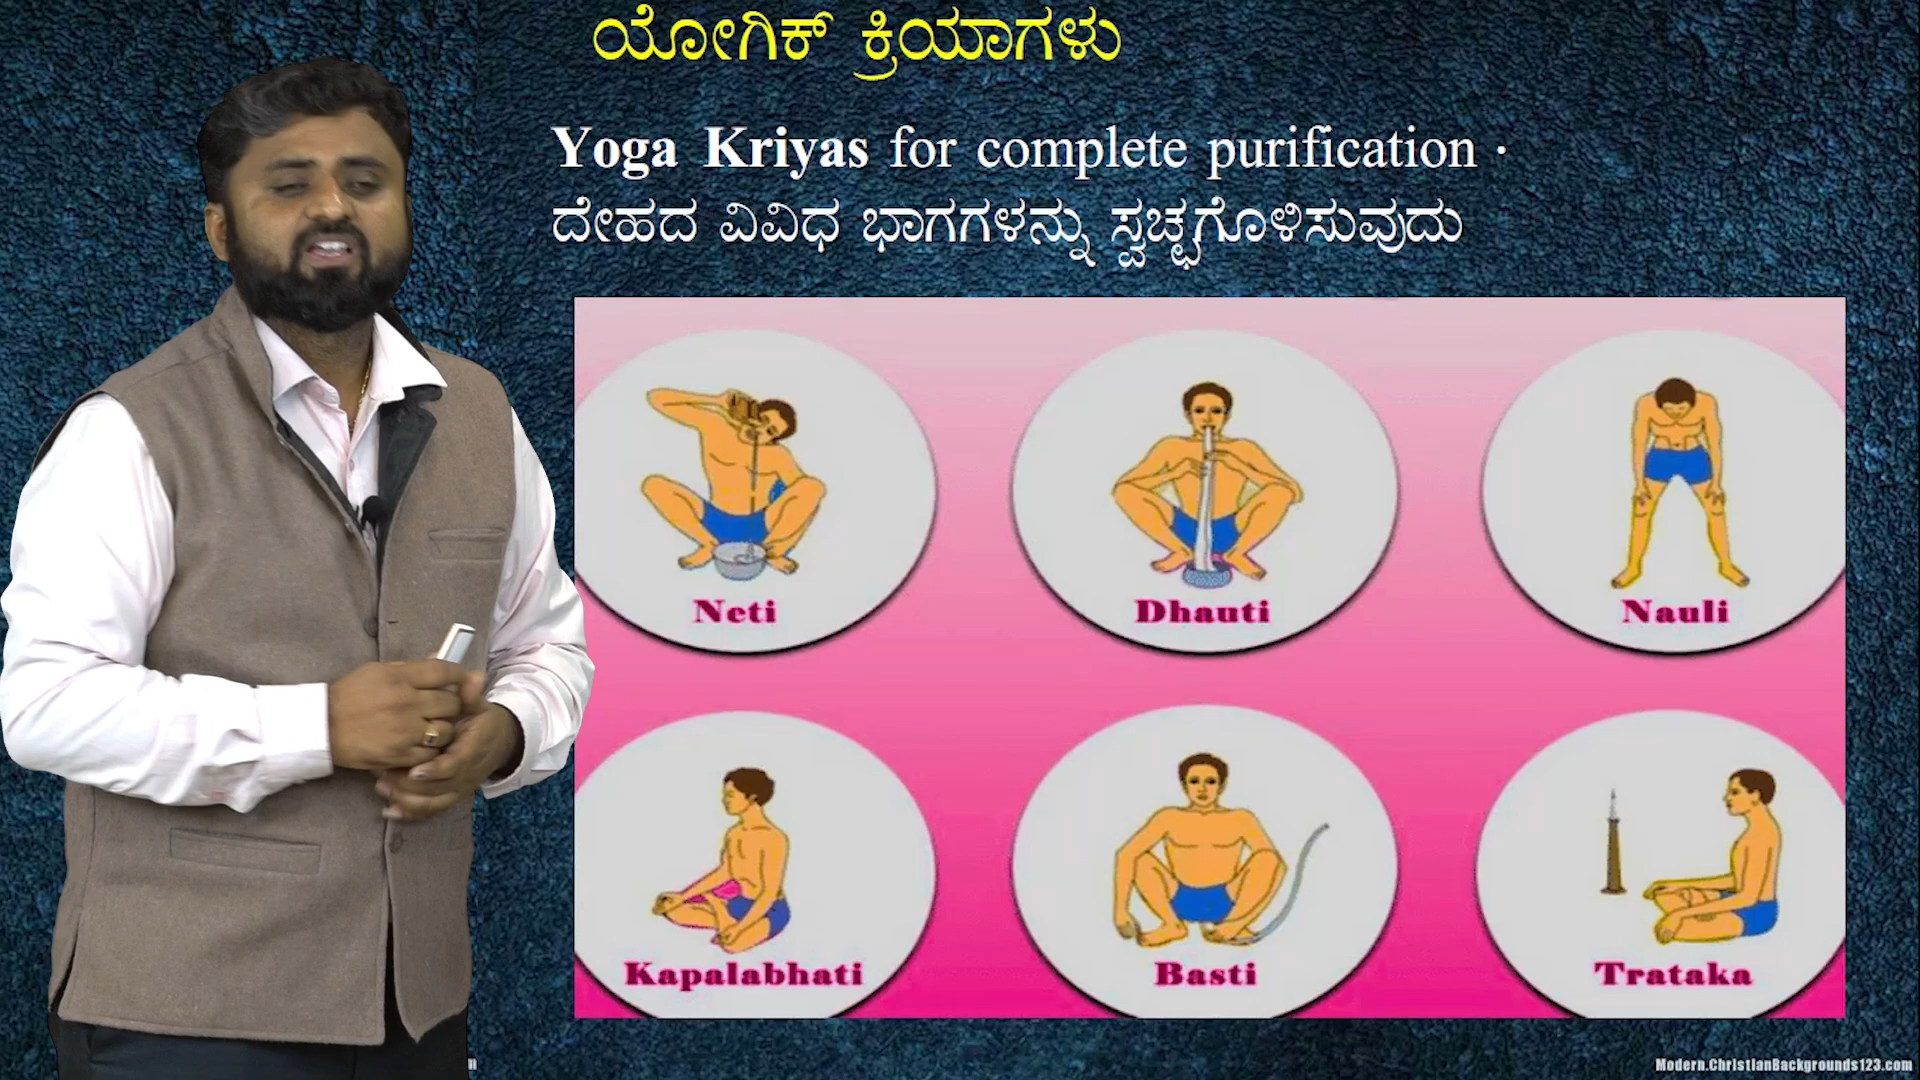 ಯೋಗಿಕ್ ಕ್ರಿಯಾಗಳು
Yoga Kriyas for complete purification ·
ದೇಹದ ವಿವಿಧ ಭಾಗಗಳನ್ನು ಸ್ವಚ್ಛಗೊಳಿಸುವುದು
Neti Dhauti Nauli
Kapalabhati Basti Trataka
m Modern.ChristianBackgrounds123.com